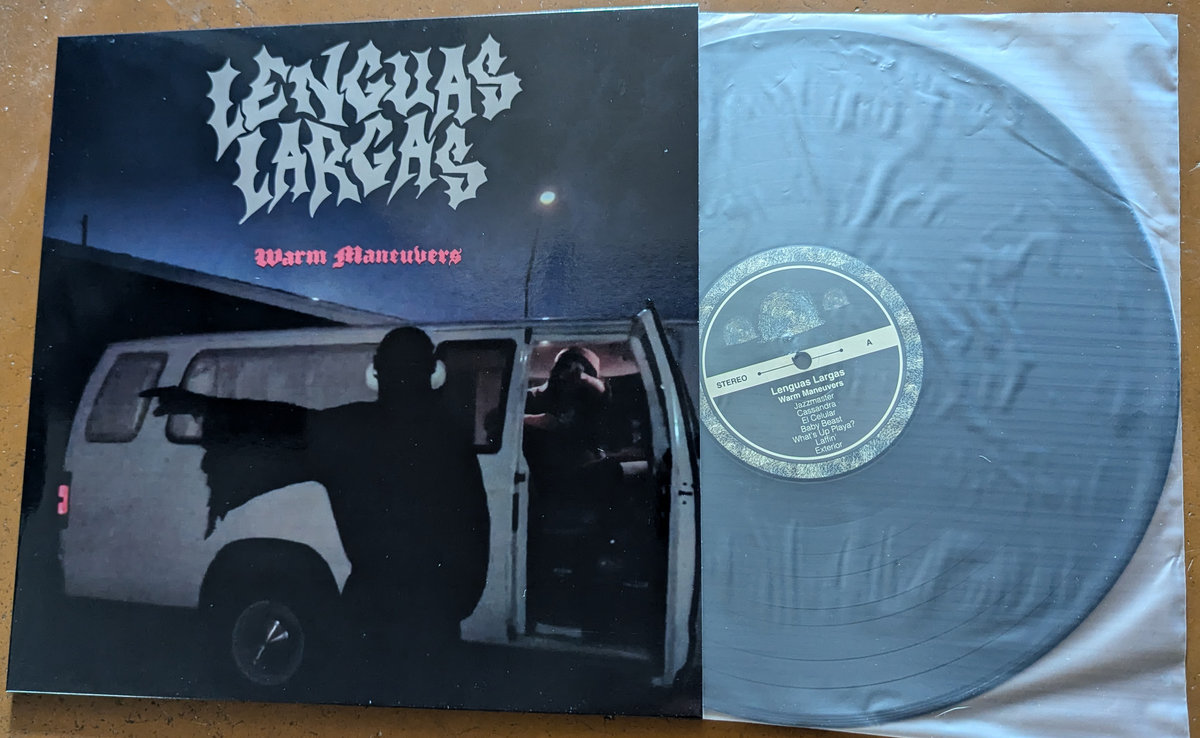 LENGUAS
LARGAS
Warm Maneuvers
STEREO
A
Lenguas Largas
Warm Maneuvers
Jazzmaster
Cassandra
El Celular
Baby Beast
What's Up Playa?
Laffin'
Exterior